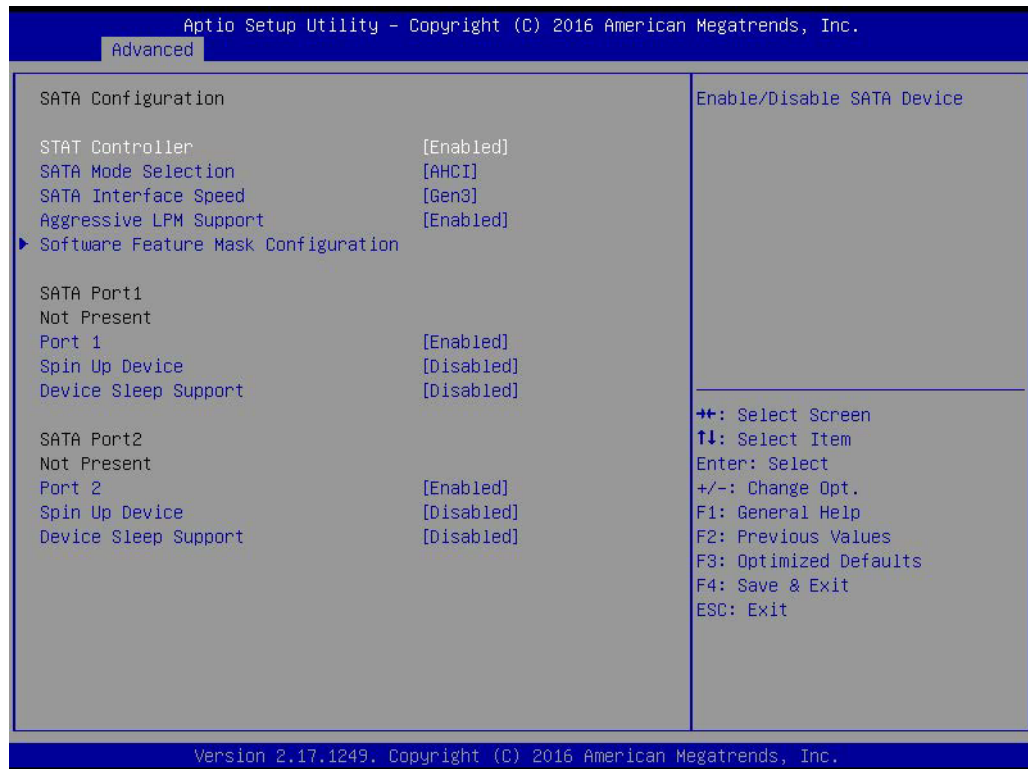 Aptio Setup Utility – Copyright (C) 2016 American Megatrends, Inc.
Advanced
SATA Configuration
STAT Controller [Enabled]
SATA Mode Selection [AHCI]
SATA Interface Speed [Gen3]
Aggressive LPM Support [Enabled]
▶ Software Feature Mask Configuration
SATA Port1
Not Present
Port 1 [Enabled]
Spin Up Device [Disabled]
Device Sleep Support [Disabled]
SATA Port2
Not Present
Port 2 [Enabled]
Spin Up Device [Disabled]
Device Sleep Support [Disabled]
Enable/Disable SATA Device
→←: Select Screen
↑↓: Select Item
Enter: Select
+/-: Change Opt.
F1: General Help
F2: Previous Values
F3: Optimized Defaults
F4: Save & Exit
ESC: Exit
Version 2.17.1249. Copyright (C) 2016 American Megatrends, Inc.